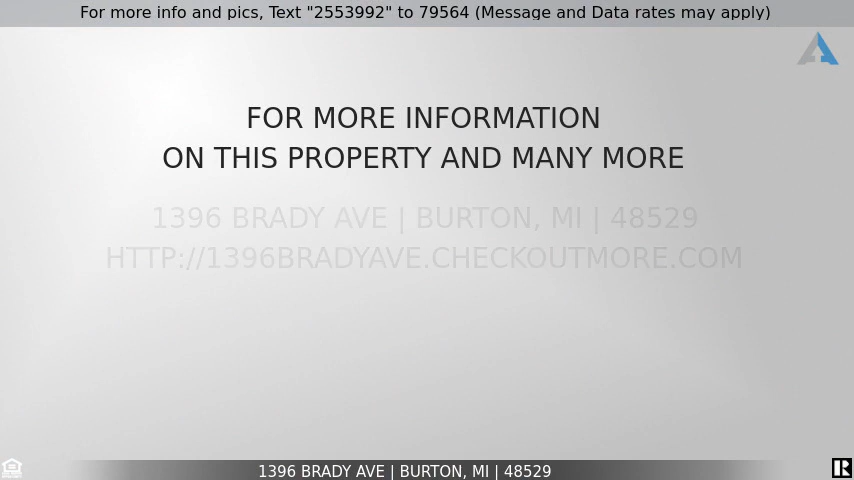 For more info and pics, Text "2553992" to 79564 (Message and Data rates may apply)
FOR MORE INFORMATION
ON THIS PROPERTY AND MANY MORE
1396 BRADY AVE | BURTON, MI | 48529
HTTP://1396BRADYAVE.CHECKOUTMORE.COM
1396 BRADY AVE | BURTON, MI | 48529